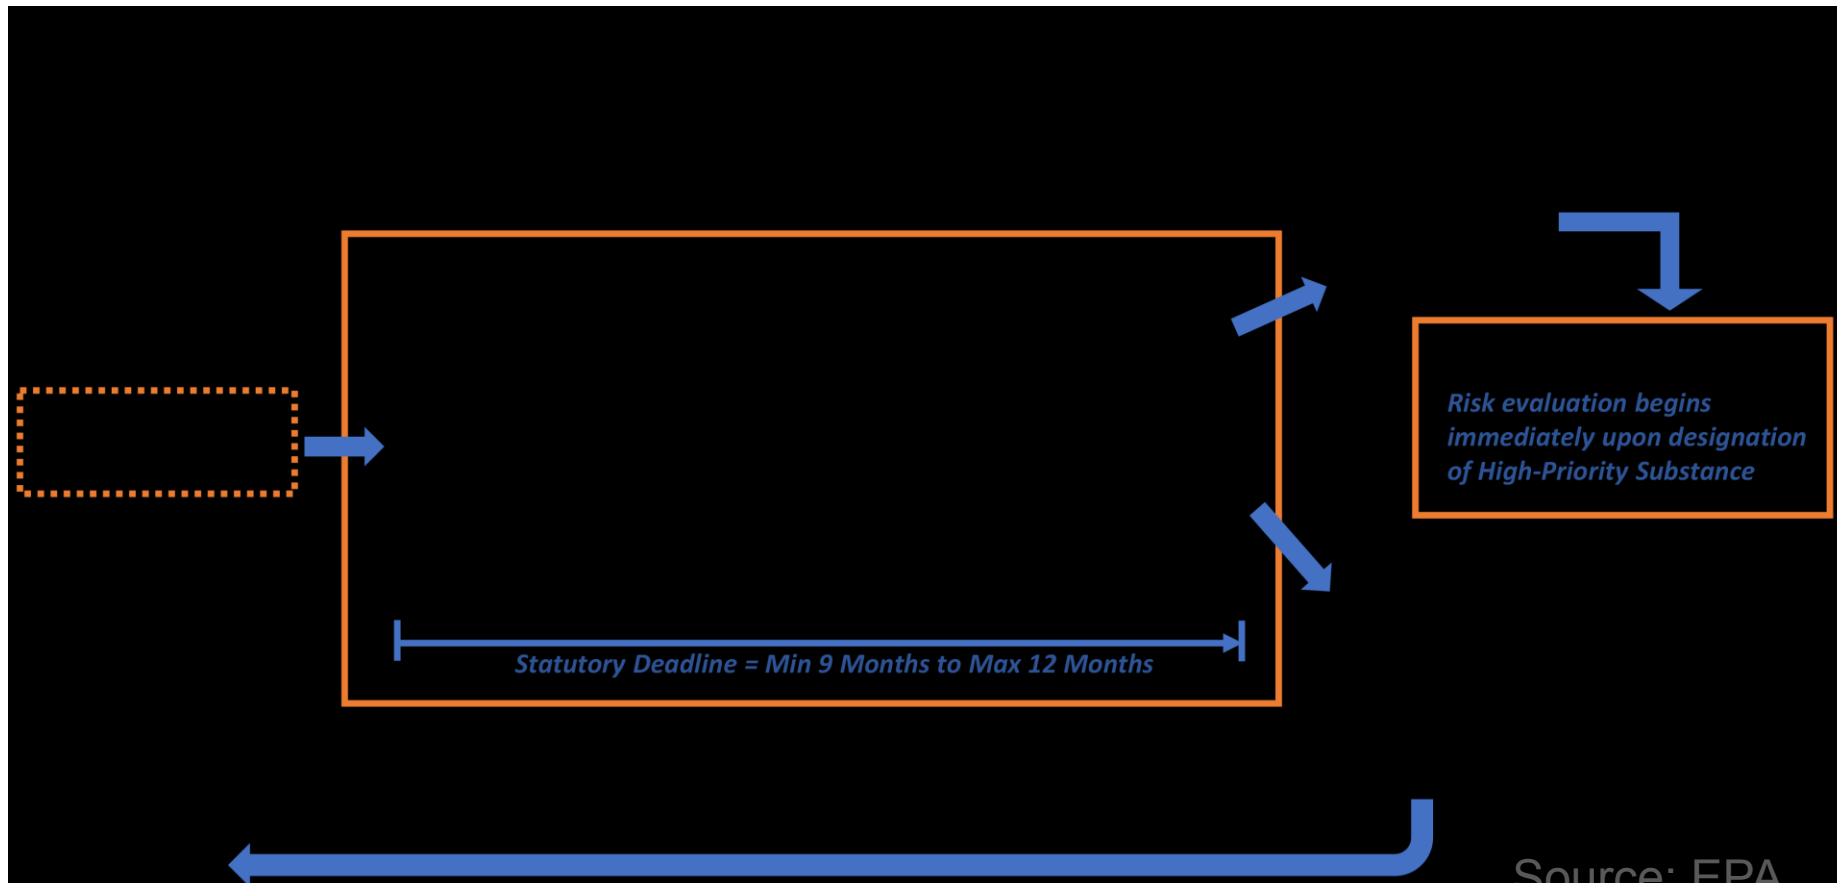 Risk evaluation begins
immediately upon designation
of High-Priority Substance
Statutory Deadline = Min 9 Months to Max 12 Months
Source: EPA